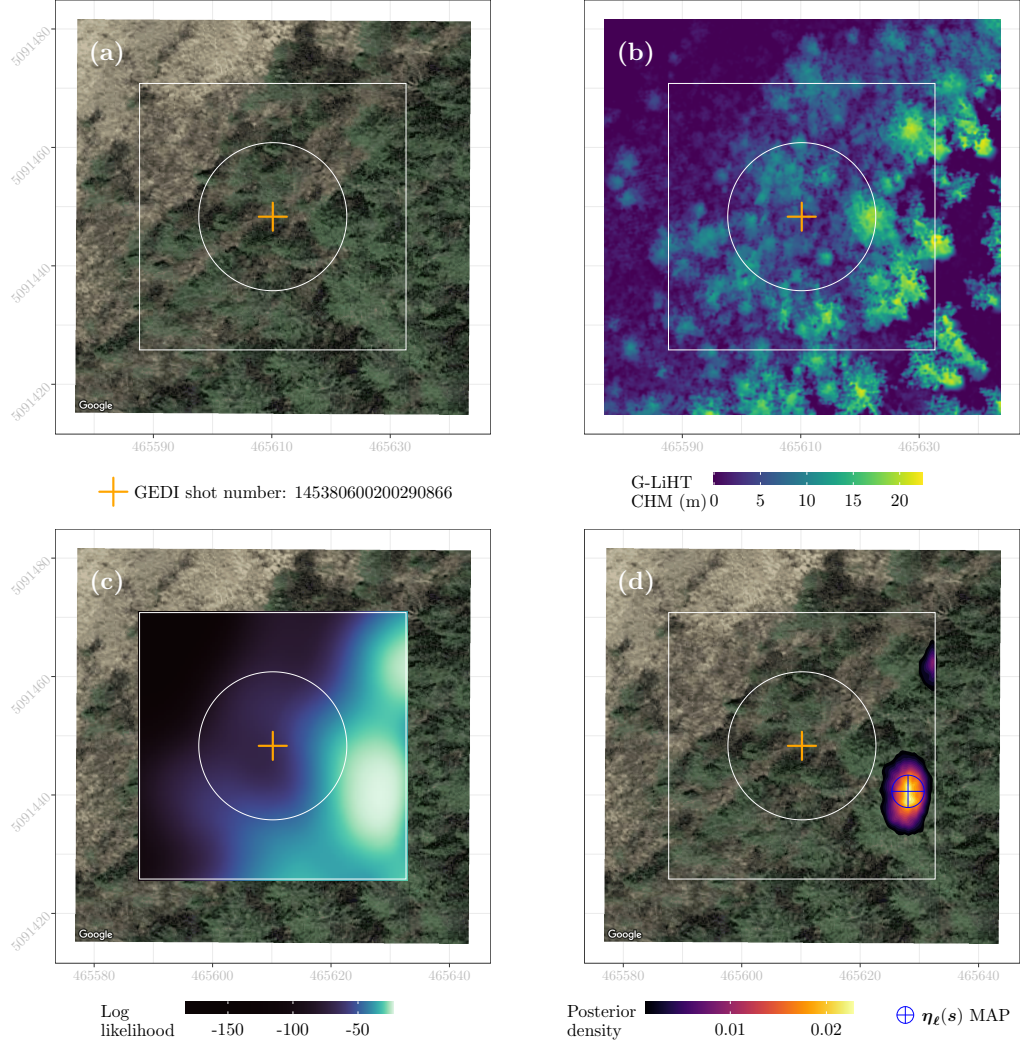 (a)
(b)
5091480
5091460
5091440
5091420
Google
465590
465610
465630
465590
465610
465630
GEDI shot number: 145380600200290866
G-LiHT
CHM (m)
0
5
10
15
20
(c)
(d)
5091480
5091460
5091440
5091420
Google
Google
465580
465600
465620
465640
465580
465600
465620
465640
Log
likelihood
-150
-100
-50
Posterior
density
0.01
0.02
ηℓ(s) MAP